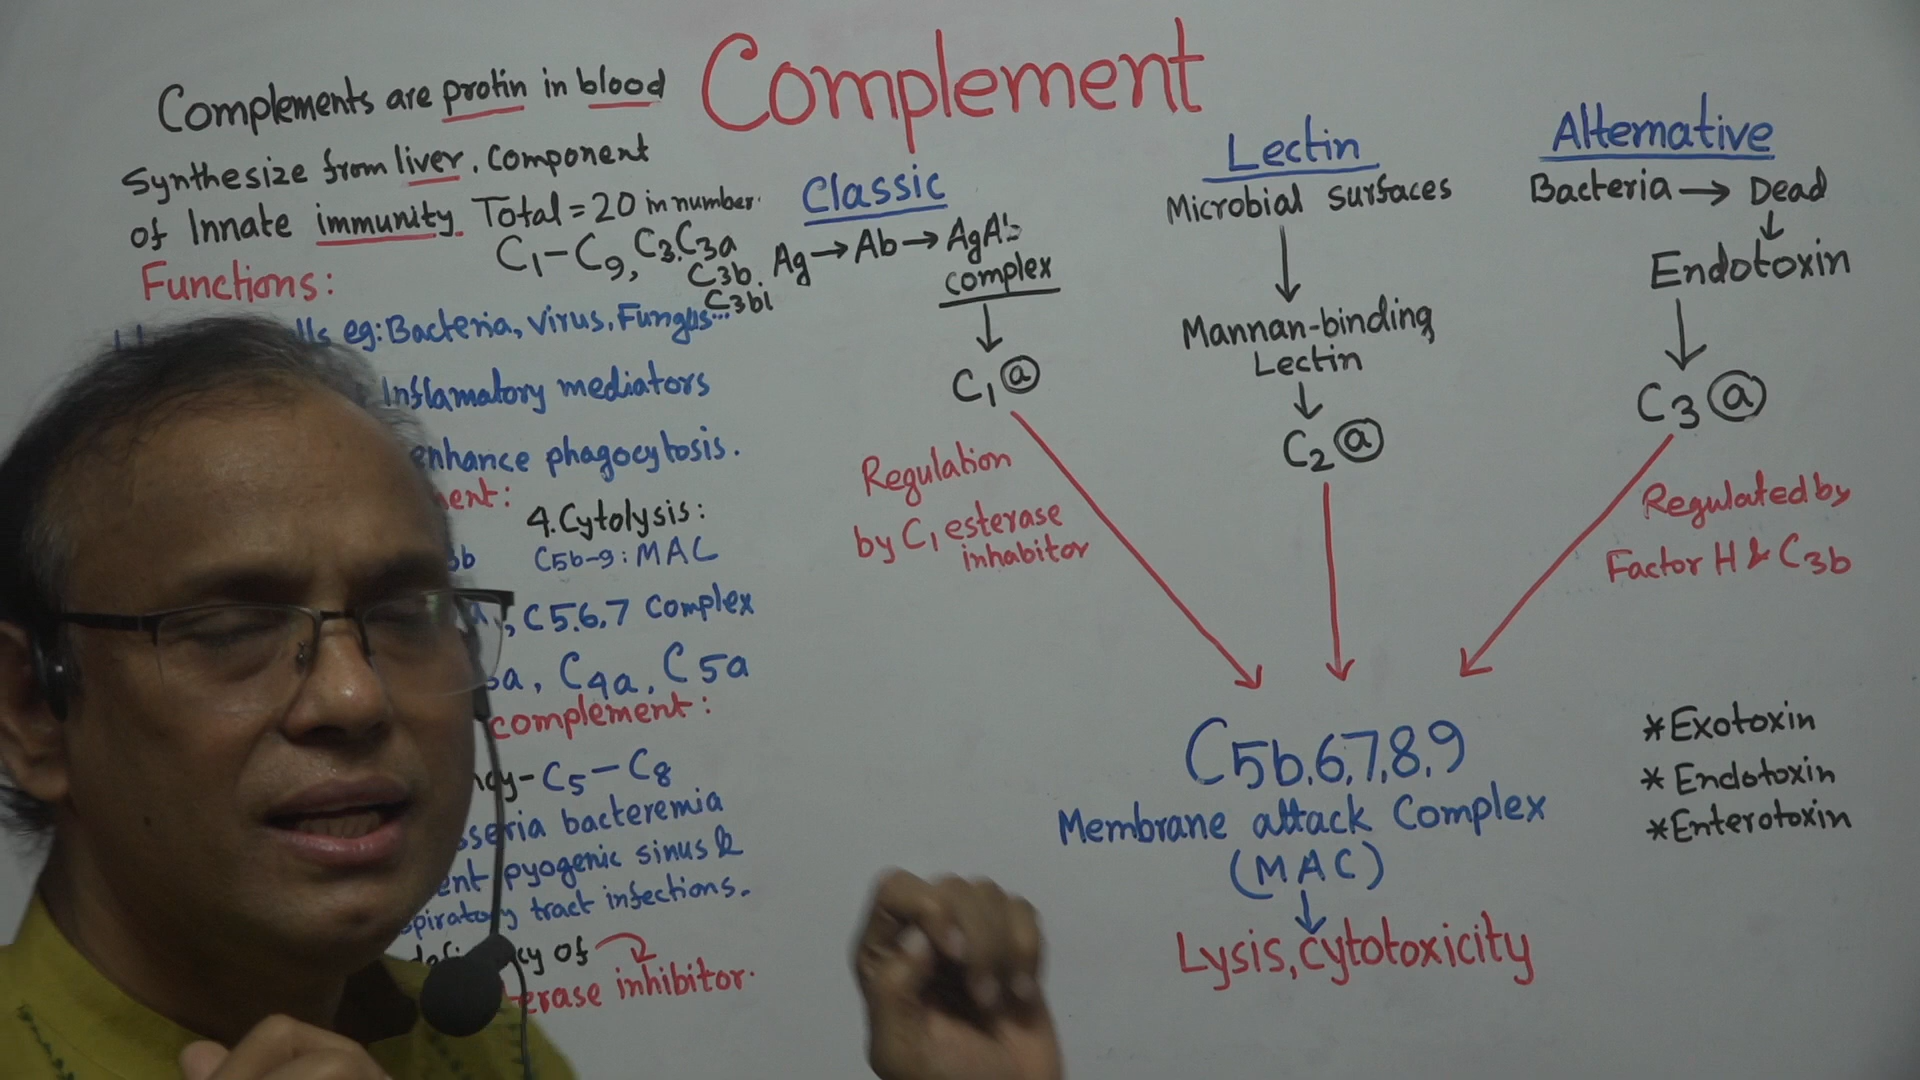 Complement
Complements are protin in blood
Synthesize from liver. Component
of Innate immunity. Total = 20 in number.
C1-C9, C3. C3a
C3b.
C3bi
Functions:
eg: Bacteria, virus, Fungus...
Inflamatory mediators
enhance phagocytosis.
4. Cytolysis:
C5b-9: MAC
C5.6,7 Complex
C4a, C5a
complement:
C5-C8
bacteremia
pyogenic sinus &
tract infections.
of
inhibitor.
Classic
Ag → Ab → AgAb
complex
↓
C1 ⓐ
Regulation
by C1 esterase
inhabitor
Lectin
Microbial surfaces
↓
Mannan-binding
Lectin
↓
C2 ⓐ
Alternative
Bacteria → Dead
↓
Endotoxin
↓
C3 ⓐ
Regulated by
Factor H & C3b
C5b,6,7,8,9
Membrane attack Complex
(MAC)
↓
Lysis, cytotoxicity
* Exotoxin
* Endotoxin
* Enterotoxin